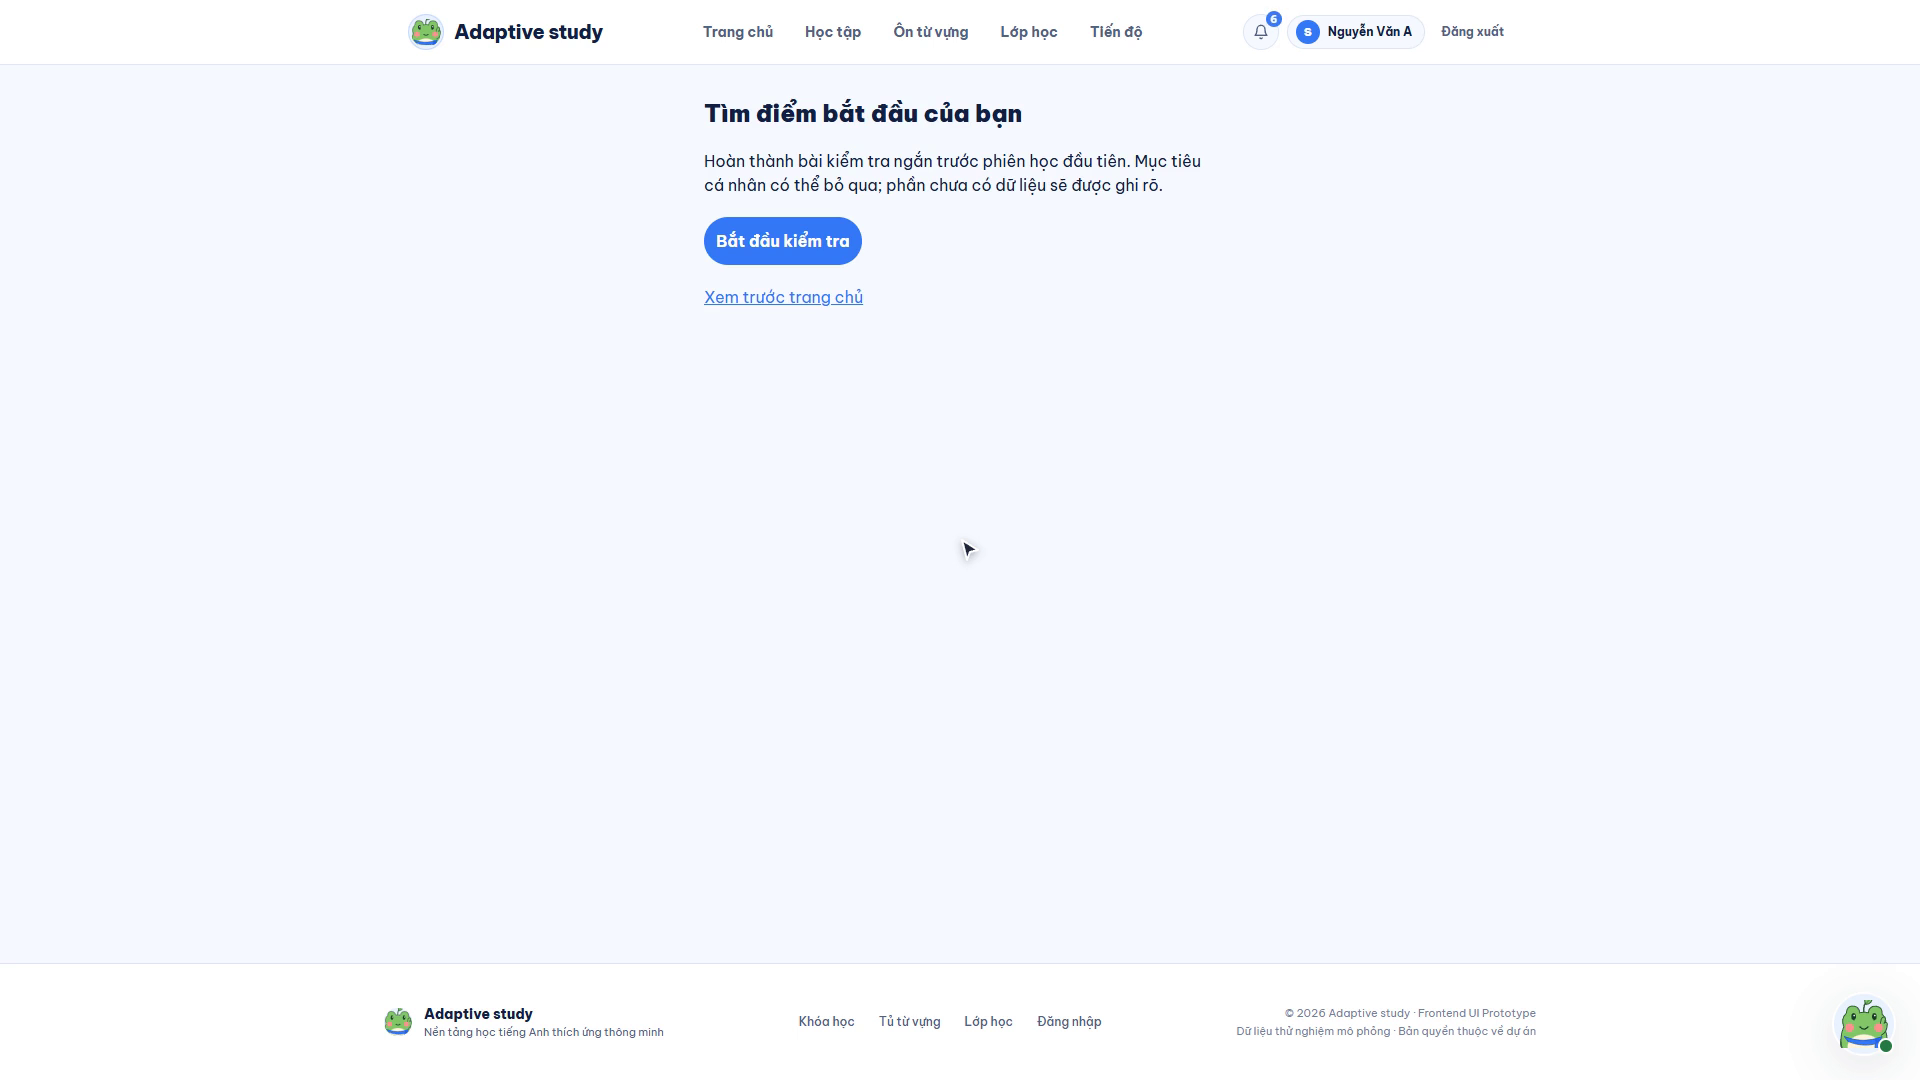 Adaptive study
Trang chủ
Học tập
Ôn từ vựng
Lớp học
Tiến độ
6
S
Nguyễn Văn A
Đăng xuất
Tìm điểm bắt đầu của bạn
Hoàn thành bài kiểm tra ngắn trước phiên học đầu tiên. Mục tiêu
cá nhân có thể bỏ qua; phần chưa có dữ liệu sẽ được ghi rõ.
Bắt đầu kiểm tra
Xem trước trang chủ
Adaptive study
Nền tảng học tiếng Anh thích ứng thông minh
Khóa học
Tủ từ vựng
Lớp học
Đăng nhập
© 2026 Adaptive study · Frontend UI Prototype
Dữ liệu thử nghiệm mô phỏng · Bản quyền thuộc về dự án